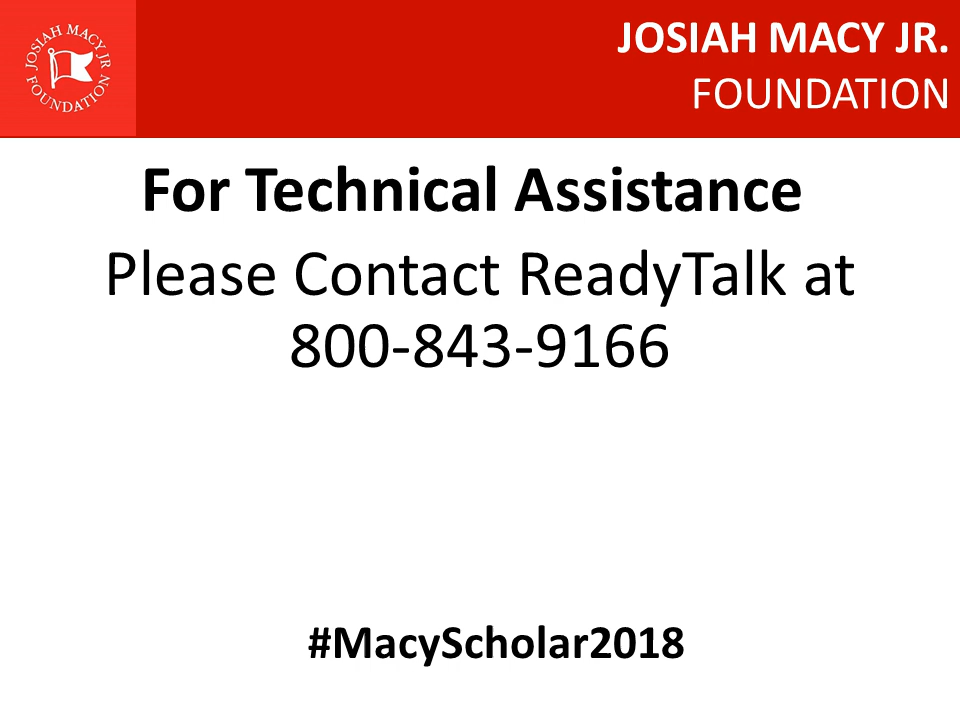 JOSIAH MACY JR
FOUNDATION
JOSIAH MACY JR.
FOUNDATION
For Technical Assistance
Please Contact ReadyTalk at
800-843-9166
#MacyScholar2018